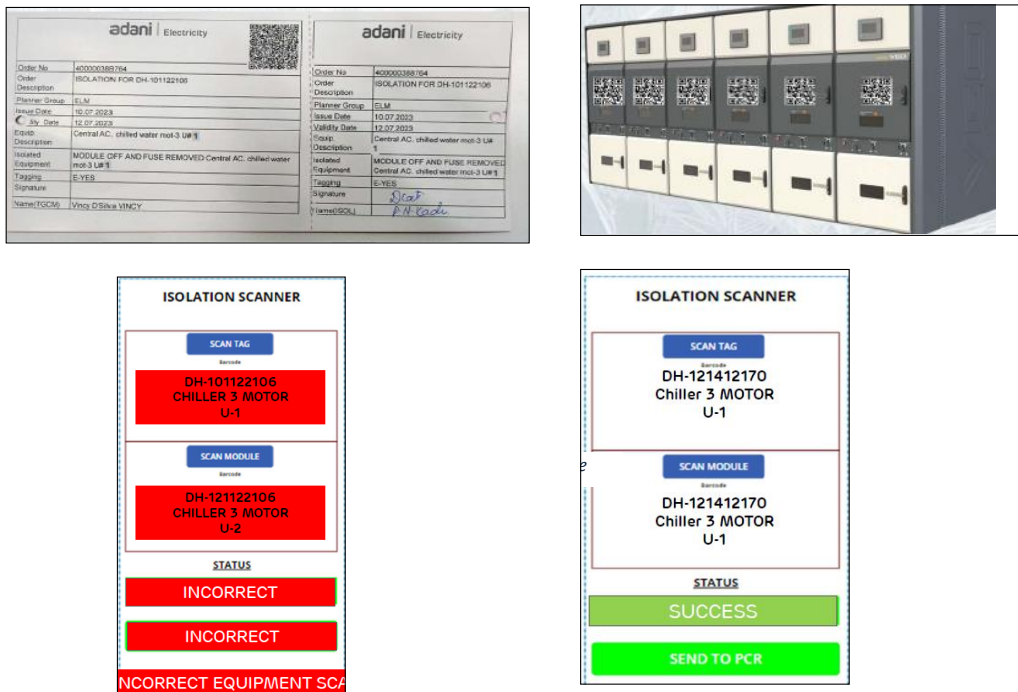 adani | Electricity
Order No 400000388764
Order Description ISOLATION FOR DH-101122106
Planner Group ELM
Issue Date 10.07.2023
ity Date 12.07.2023
Equip. Description Central AC. chilled water mot-3 U# 1
Isolated Equipment MODULE OFF AND FUSE REMOVED Central AC. chilled water mot-3 U# 1
Tagging E-YES
Signature
Name(TGCM) Vincy D'Silva VINCY
adani | Electricity
Order No 400000388764
Order Description ISOLATION FOR DH-101122106
Planner Group ELM
Issue Date 10.07.2023
Validity Date 12.07.2023
Equip. Description Central AC. chilled water mot-3 U# 1
Isolated Equipment MODULE OFF AND FUSE REMOVED Central AC. chilled water mot-3 U# 1
Tagging E-YES
Signature
Name(ISOL)
ISOLATION SCANNER
SCAN TAG
Barcode
DH-101122106
CHILLER 3 MOTOR
U-1
SCAN MODULE
Barcode
DH-121122106
CHILLER 3 MOTOR
U-2
STATUS
INCORRECT
INCORRECT
NCORRECT EQUIPMENT SCA
ISOLATION SCANNER
SCAN TAG
Barcode
DH-121412170
Chiller 3 MOTOR
U-1
e
SCAN MODULE
Barcode
DH-121412170
Chiller 3 MOTOR
U-1
STATUS
SUCCESS
SEND TO PCR